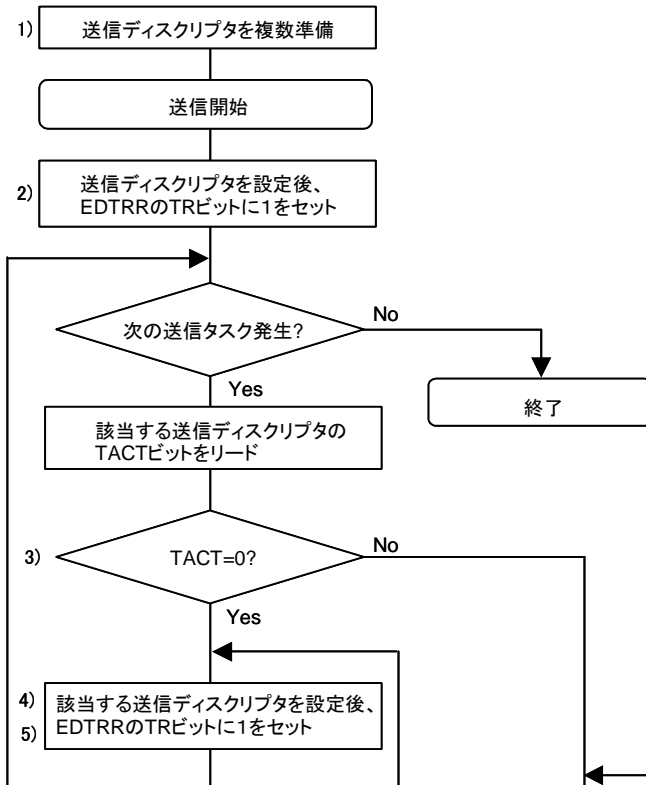 1) 送信ディスクリプタを複数準備
送信開始
2) 送信ディスクリプタを設定後、
EDTRRのTRビットに1をセット
次の送信タスク発生?
No
Yes
終了
該当する送信ディスクリプタの
TACTビットをリード
3) TACT=0?
No
Yes
4) 該当する送信ディスクリプタを設定後、
5) EDTRRのTRビットに1をセット